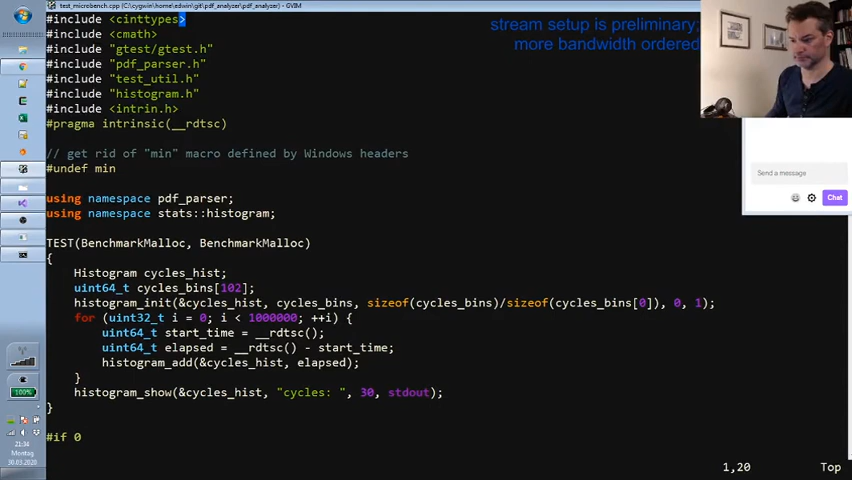 test_microbench.cpp (C:\cygwin\home\edwin\git\pdf_analyzer\pdf_analyzer) - GVIM
stream setup is preliminary;
more bandwidth ordered
#include <cinttypes>
#include <cmath>
#include "gtest/gtest.h"
#include "pdf_parser.h"
#include "test_util.h"
#include "histogram.h"
#include <intrin.h>
#pragma intrinsic(__rdtsc)
// get rid of "min" macro defined by Windows headers
#undef min
using namespace pdf_parser;
using namespace stats::histogram;
TEST(BenchmarkMalloc, BenchmarkMalloc)
{
Histogram cycles_hist;
uint64_t cycles_bins[102];
histogram_init(&cycles_hist, cycles_bins, sizeof(cycles_bins)/sizeof(cycles_bins[0]), 0, 1);
for (uint32_t i = 0; i < 1000000; ++i) {
uint64_t start_time = __rdtsc();
uint64_t elapsed = __rdtsc() - start_time;
histogram_add(&cycles_hist, elapsed);
}
histogram_show(&cycles_hist, "cycles: ", 30, stdout);
}
#if 0
1,20
Top
Send a message
Chat
100%
21:34
Montag
30.03.2020